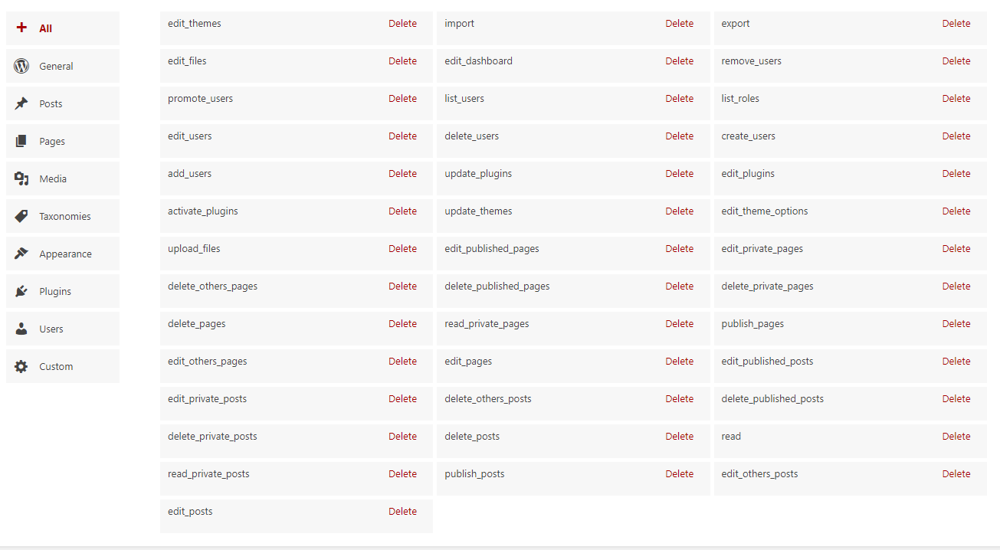 All
General
Posts
Pages
Media
Taxonomies
Appearance
Plugins
Users
Custom
edit_themes Delete import Delete export Delete
edit_files Delete edit_dashboard Delete remove_users Delete
promote_users Delete list_users Delete list_roles Delete
edit_users Delete delete_users Delete create_users Delete
add_users Delete update_plugins Delete edit_plugins Delete
activate_plugins Delete update_themes Delete edit_theme_options Delete
upload_files Delete edit_published_pages Delete edit_private_pages Delete
delete_others_pages Delete delete_published_pages Delete delete_private_pages Delete
delete_pages Delete read_private_pages Delete publish_pages Delete
edit_others_pages Delete edit_pages Delete edit_published_posts Delete
edit_private_posts Delete delete_others_posts Delete delete_published_posts Delete
delete_private_posts Delete delete_posts Delete read Delete
read_private_posts Delete publish_posts Delete edit_others_posts Delete
edit_posts Delete